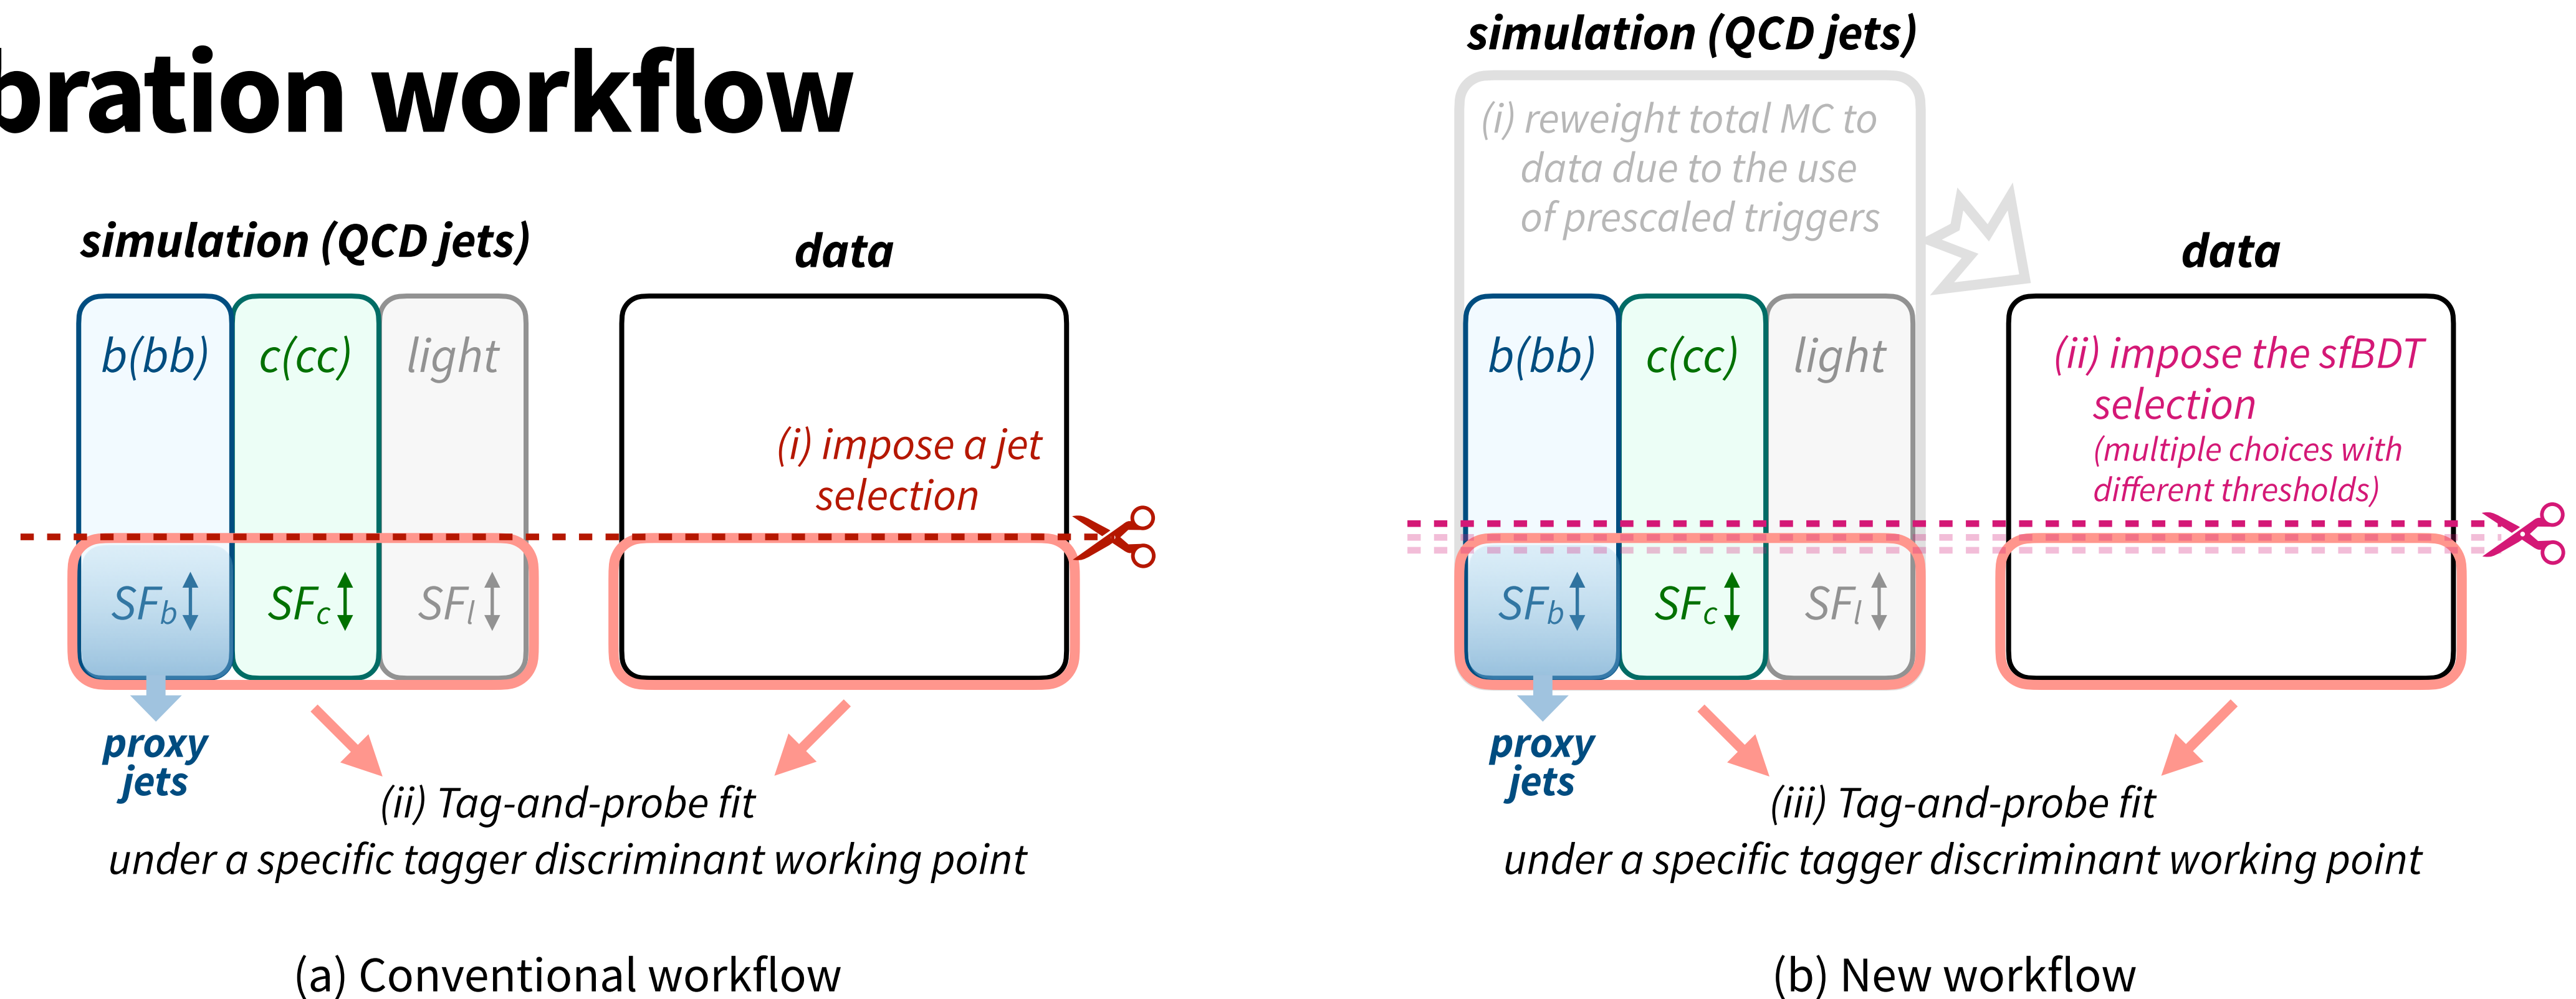 bration workflow
simulation (QCD jets)
data
b(bb)
c(cc)
light
(i) impose a jet
selection
SFb
SFc
SFl
proxy
jets
(ii) Tag-and-probe fit
under a specific tagger discriminant working point
(a) Conventional workflow
simulation (QCD jets)
(i) reweight total MC to
data due to the use
of prescaled triggers
data
b(bb)
c(cc)
light
(ii) impose the sfBDT
selection
(multiple choices with
different thresholds)
SFb
SFc
SFl
proxy
jets
(iii) Tag-and-probe fit
under a specific tagger discriminant working point
(b) New workflow